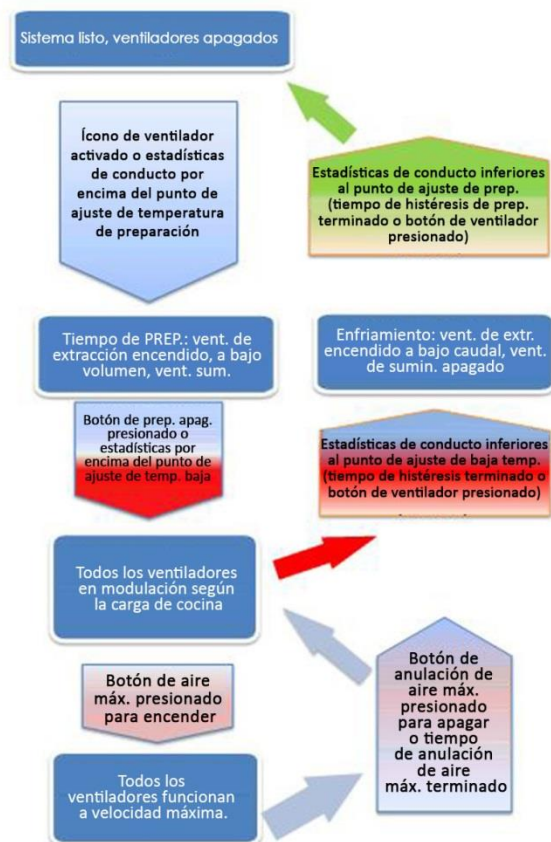 Sistema listo, ventiladores apagados
Ícono de ventilador
activado o estadísticas
de conducto por
encima del punto de
ajuste de temperatura
de preparación
Estadísticas de conducto inferiores
al punto de ajuste de prep.
(tiempo de histéresis de prep.
terminado o botón de ventilador
presionado)
Tiempo de PREP.: vent. de
extracción encendido, a bajo
volumen, vent. sum.
Enfriamiento: vent. de extr.
encendido a bajo caudal, vent.
de sumin. apagado
Botón de prep. apag.
presionado o
estadísticas por
encima del punto de
ajuste de temp. baja
Estadísticas de conducto inferiores
al punto de ajuste de baja temp.
(tiempo de histéresis terminado o
botón de ventilador presionado)
Todos los ventiladores
en modulación según
la carga de cocina
Botón de aire
máx. presionado
para encender
Botón de
anulación de
aire máx.
presionado
para apagar
o tiempo
de anulación
de aire
máx. terminado
Todos los
ventiladores funcionan
a velocidad máxima.